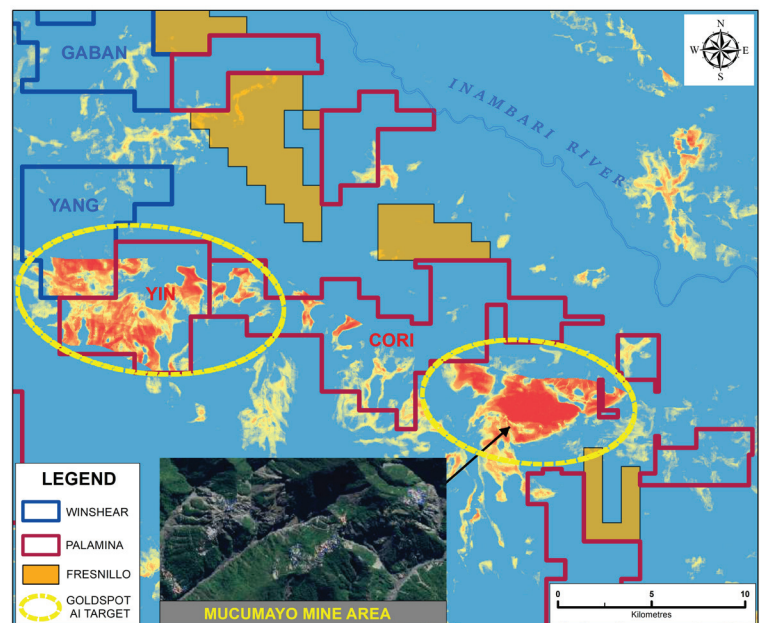 GABAN
N
W E
S
INAMBARI RIVER
YANG
YIN
CORI
LEGEND
WINSHEAR
PALAMINA
FRESNILLO
GOLDSPOT
AI TARGET
MUCUMAYO MINE AREA
0 5 10
Kilometres